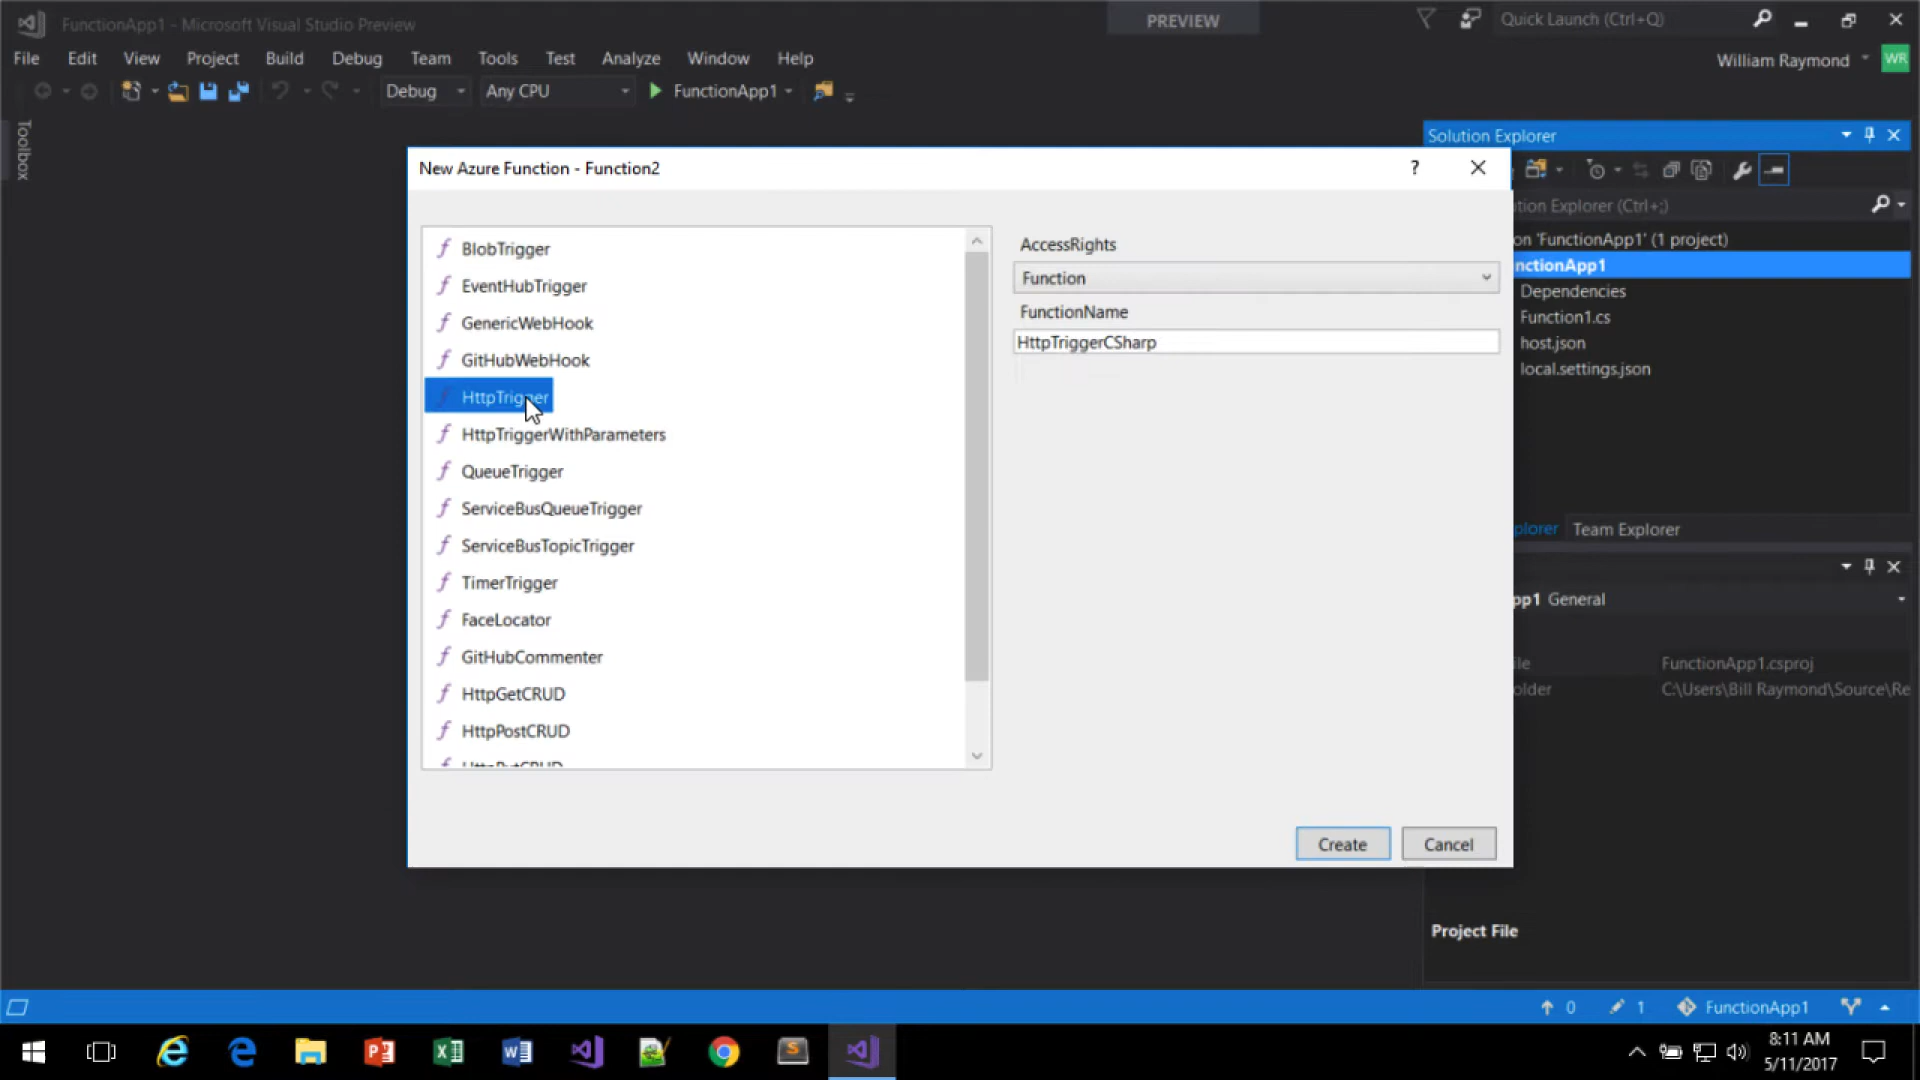 FunctionApp1 - Microsoft Visual Studio Preview
PREVIEW
Quick Launch (Ctrl+Q)
File Edit View Project Build Debug Team Tools Test Analyze Window Help
William Raymond WR
Debug Any CPU FunctionApp1
Toolbox
Solution Explorer
New Azure Function - Function2
?
BlobTrigger
EventHubTrigger
GenericWebHook
GitHubWebHook
HttpTrigger
HttpTriggerWithParameters
QueueTrigger
ServiceBusQueueTrigger
ServiceBusTopicTrigger
TimerTrigger
FaceLocator
GitHubCommenter
HttpGetCRUD
HttpPostCRUD
AccessRights
Function
FunctionName
HttpTriggerCSharp
Create Cancel
ution Explorer (Ctrl+;)
on 'FunctionApp1' (1 project)
nctionApp1
Dependencies
Function1.cs
host.json
local.settings.json
plorer Team Explorer
pp1 General
ile FunctionApp1.csproj
older C:\Users\Bill Raymond\Source\Re
Project File
0 1 FunctionApp1
8:11 AM
5/11/2017